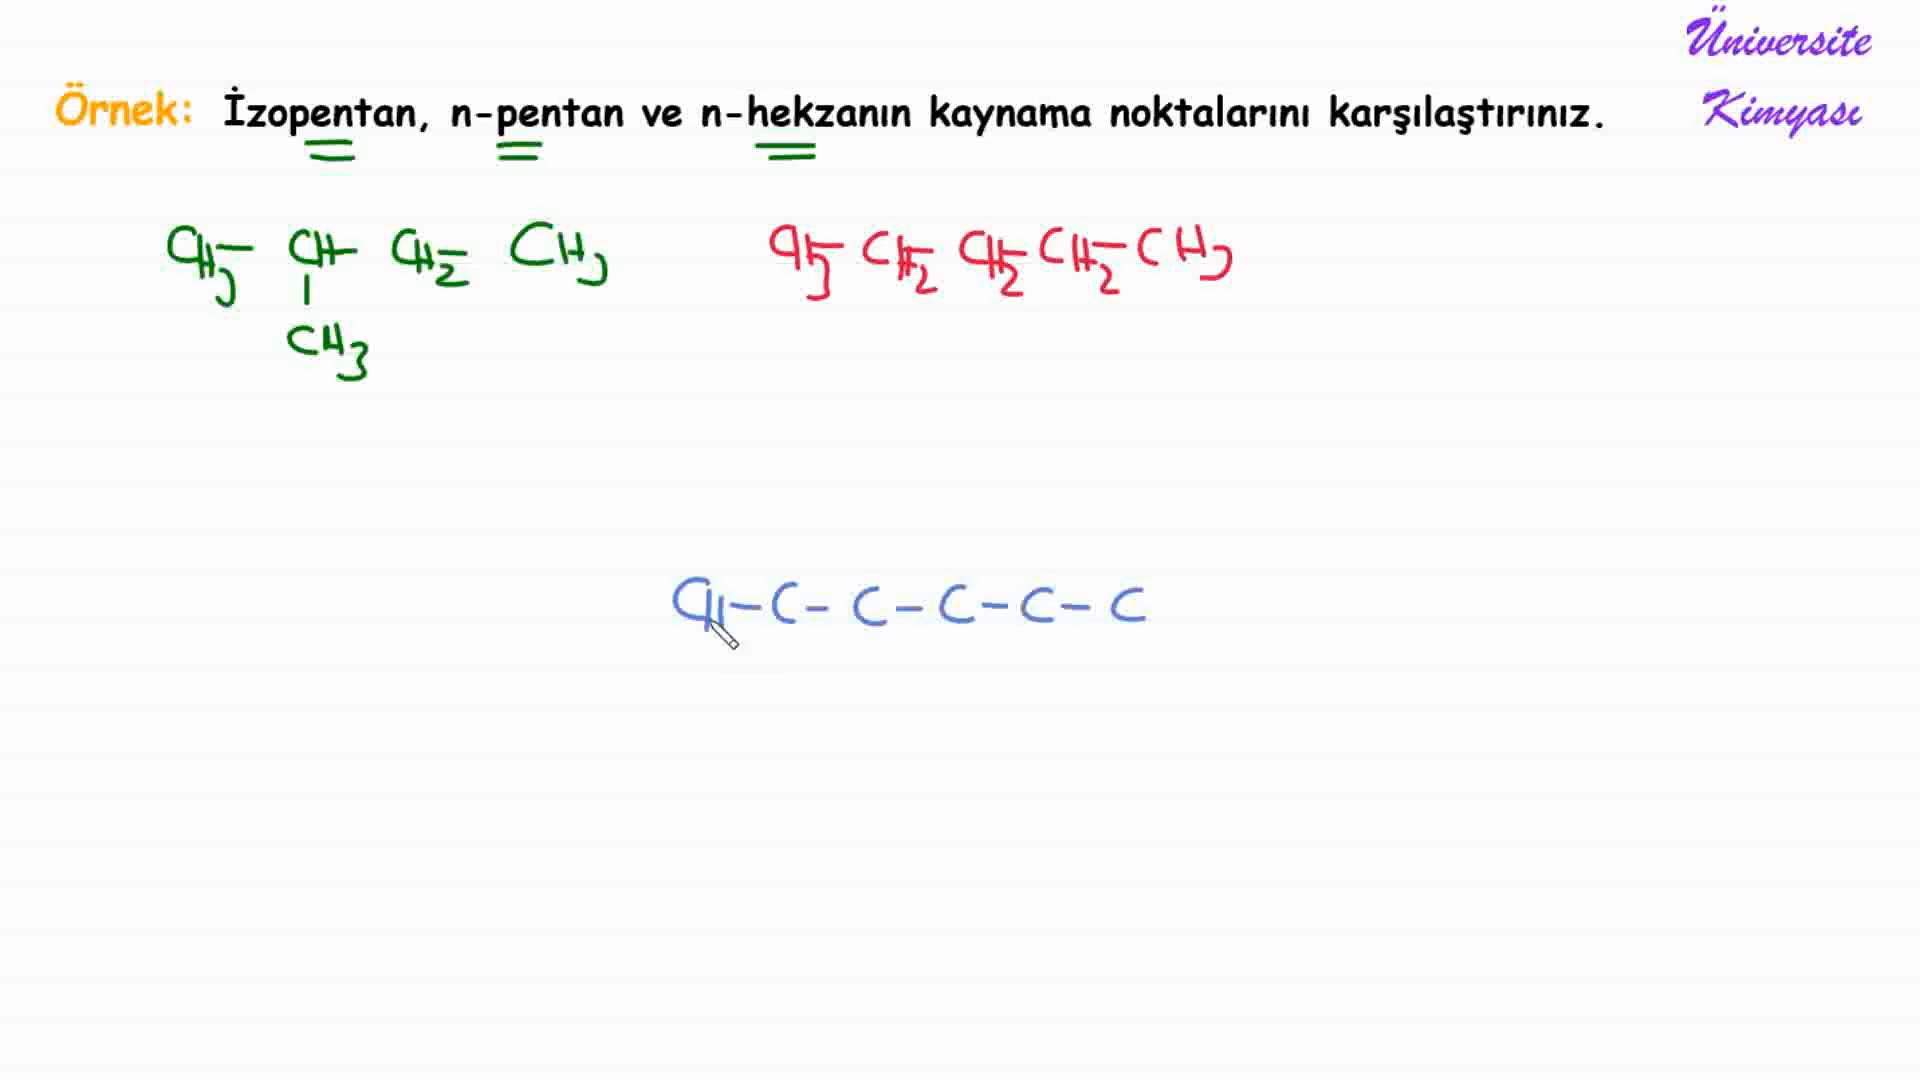 Üniversite
Kimyası
Örnek: İzopentan, n-pentan ve n-hekzanın kaynama noktalarını karşılaştırınız.
CH3- CH- CH2- CH3
CH3
CH3- CH2- CH2- CH2- CH3
CH- C- C- C- C- C